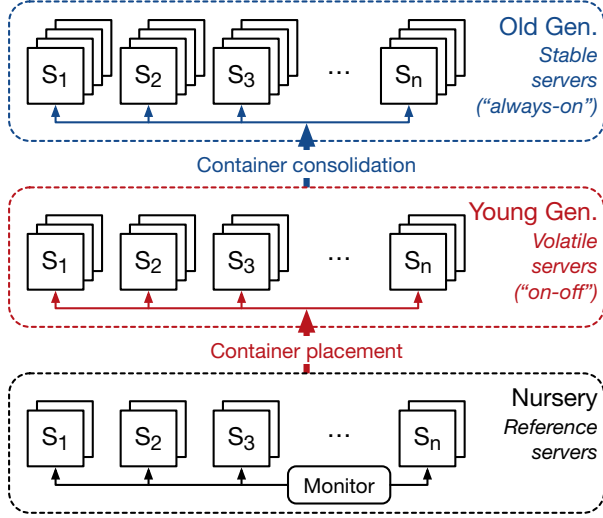 Old Gen.
Stable
servers
(“always-on”)
S1 S2 S3 ... Sn
Container consolidation
Young Gen.
Volatile
servers
(“on-off”)
S1 S2 S3 ... Sn
Container placement
Nursery
Reference
servers
S1 S2 S3 ... Sn
Monitor